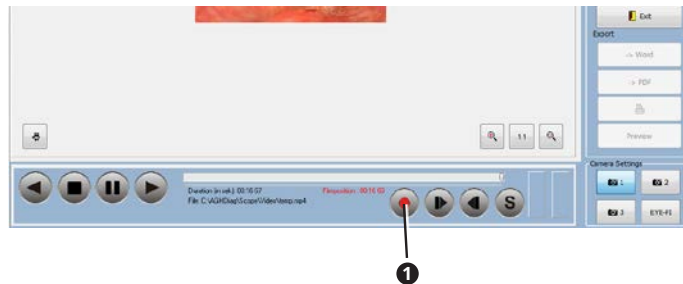 Exit
Export
-> Word
-> PDF
Preview
1:1
Camera Settings
1
2
3
EYE-FI
Duration (in sek.): 00:16:57
File: C:\AGHDiag\Scope\Video\temp.mp4
S
1